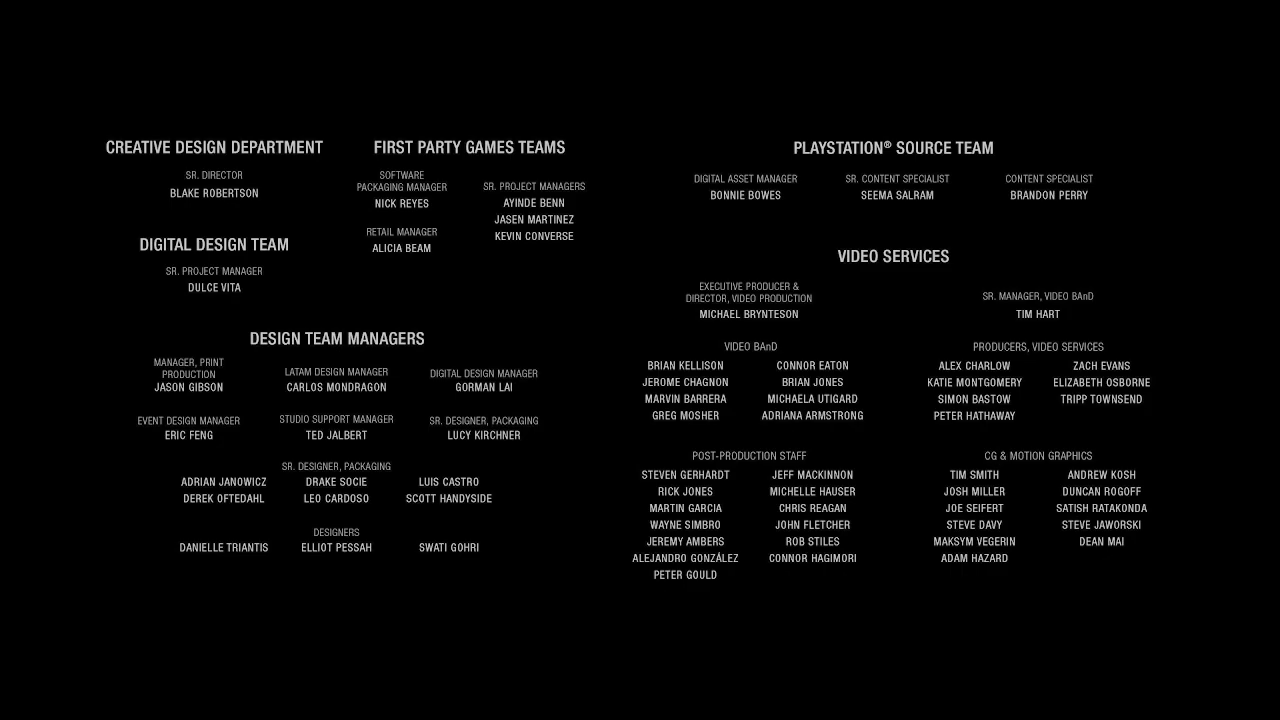 CREATIVE DESIGN DEPARTMENT
SR. DIRECTOR
BLAKE ROBERTSON
DIGITAL DESIGN TEAM
SR. PROJECT MANAGER
DULCE VITA
FIRST PARTY GAMES TEAMS
SOFTWARE
PACKAGING MANAGER
NICK REYES
RETAIL MANAGER
ALICIA BEAM
SR. PROJECT MANAGERS
AYINDE BENN
JASEN MARTINEZ
KEVIN CONVERSE
DESIGN TEAM MANAGERS
MANAGER, PRINT
PRODUCTION
JASON GIBSON
LATAM DESIGN MANAGER
CARLOS MONDRAGON
DIGITAL DESIGN MANAGER
GORMAN LAI
EVENT DESIGN MANAGER
ERIC FENG
STUDIO SUPPORT MANAGER
TED JALBERT
SR. DESIGNER, PACKAGING
LUCY KIRCHNER
SR. DESIGNER, PACKAGING
ADRIAN JANOWICZ DRAKE SOCIE LUIS CASTRO
DEREK OFTEDAHL LEO CARDOSO SCOTT HANDYSIDE
DESIGNERS
DANIELLE TRIANTIS ELLIOT PESSAH SWATI GOHRI
PLAYSTATION® SOURCE TEAM
DIGITAL ASSET MANAGER
BONNIE BOWES
SR. CONTENT SPECIALIST
SEEMA SALRAM
CONTENT SPECIALIST
BRANDON PERRY
VIDEO SERVICES
EXECUTIVE PRODUCER &
DIRECTOR, VIDEO PRODUCTION
MICHAEL BRYNTESON
SR. MANAGER, VIDEO BAnD
TIM HART
VIDEO BAnD
BRIAN KELLISON CONNOR EATON
JEROME CHAGNON BRIAN JONES
MARVIN BARRERA MICHAELA UTIGARD
GREG MOSHER ADRIANA ARMSTRONG
PRODUCERS, VIDEO SERVICES
ALEX CHARLOW ZACH EVANS
KATIE MONTGOMERY ELIZABETH OSBORNE
SIMON BASTOW TRIPP TOWNSEND
PETER HATHAWAY
POST-PRODUCTION STAFF
STEVEN GERHARDT JEFF MACKINNON
RICK JONES MICHELLE HAUSER
MARTIN GARCIA CHRIS REAGAN
WAYNE SIMBRO JOHN FLETCHER
JEREMY AMBERS ROB STILES
ALEJANDRO GONZÁLEZ CONNOR HAGIMORI
PETER GOULD
CG & MOTION GRAPHICS
TIM SMITH ANDREW KOSH
JOSH MILLER DUNCAN ROGOFF
JOE SEIFERT SATISH RATAKONDA
STEVE DAVY STEVE JAWORSKI
MAKSYM VEGERIN DEAN MAI
ADAM HAZARD